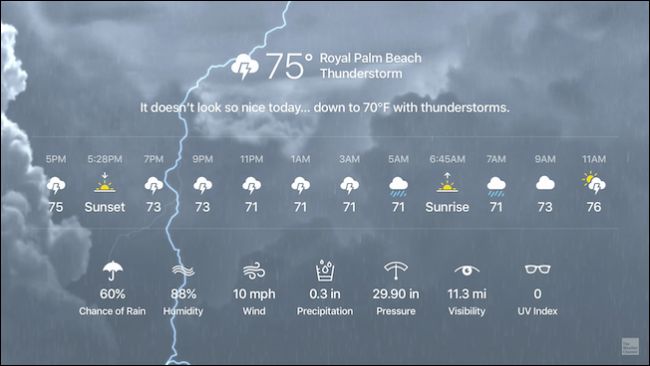 75° Royal Palm Beach
Thunderstorm
It doesn't look so nice today... down to 70°F with thunderstorms.
5PM 5:28PM 7PM 9PM 11PM 1AM 3AM 5AM 6:45AM 7AM 9AM 11AM
75 Sunset 73 73 71 71 71 71 Sunrise 71 73 76
60% 88% 10 mph 0.3 in 29.90 in 11.3 mi 0
Chance of Rain Humidity Wind Precipitation Pressure Visibility UV Index
The
Weather
Channel